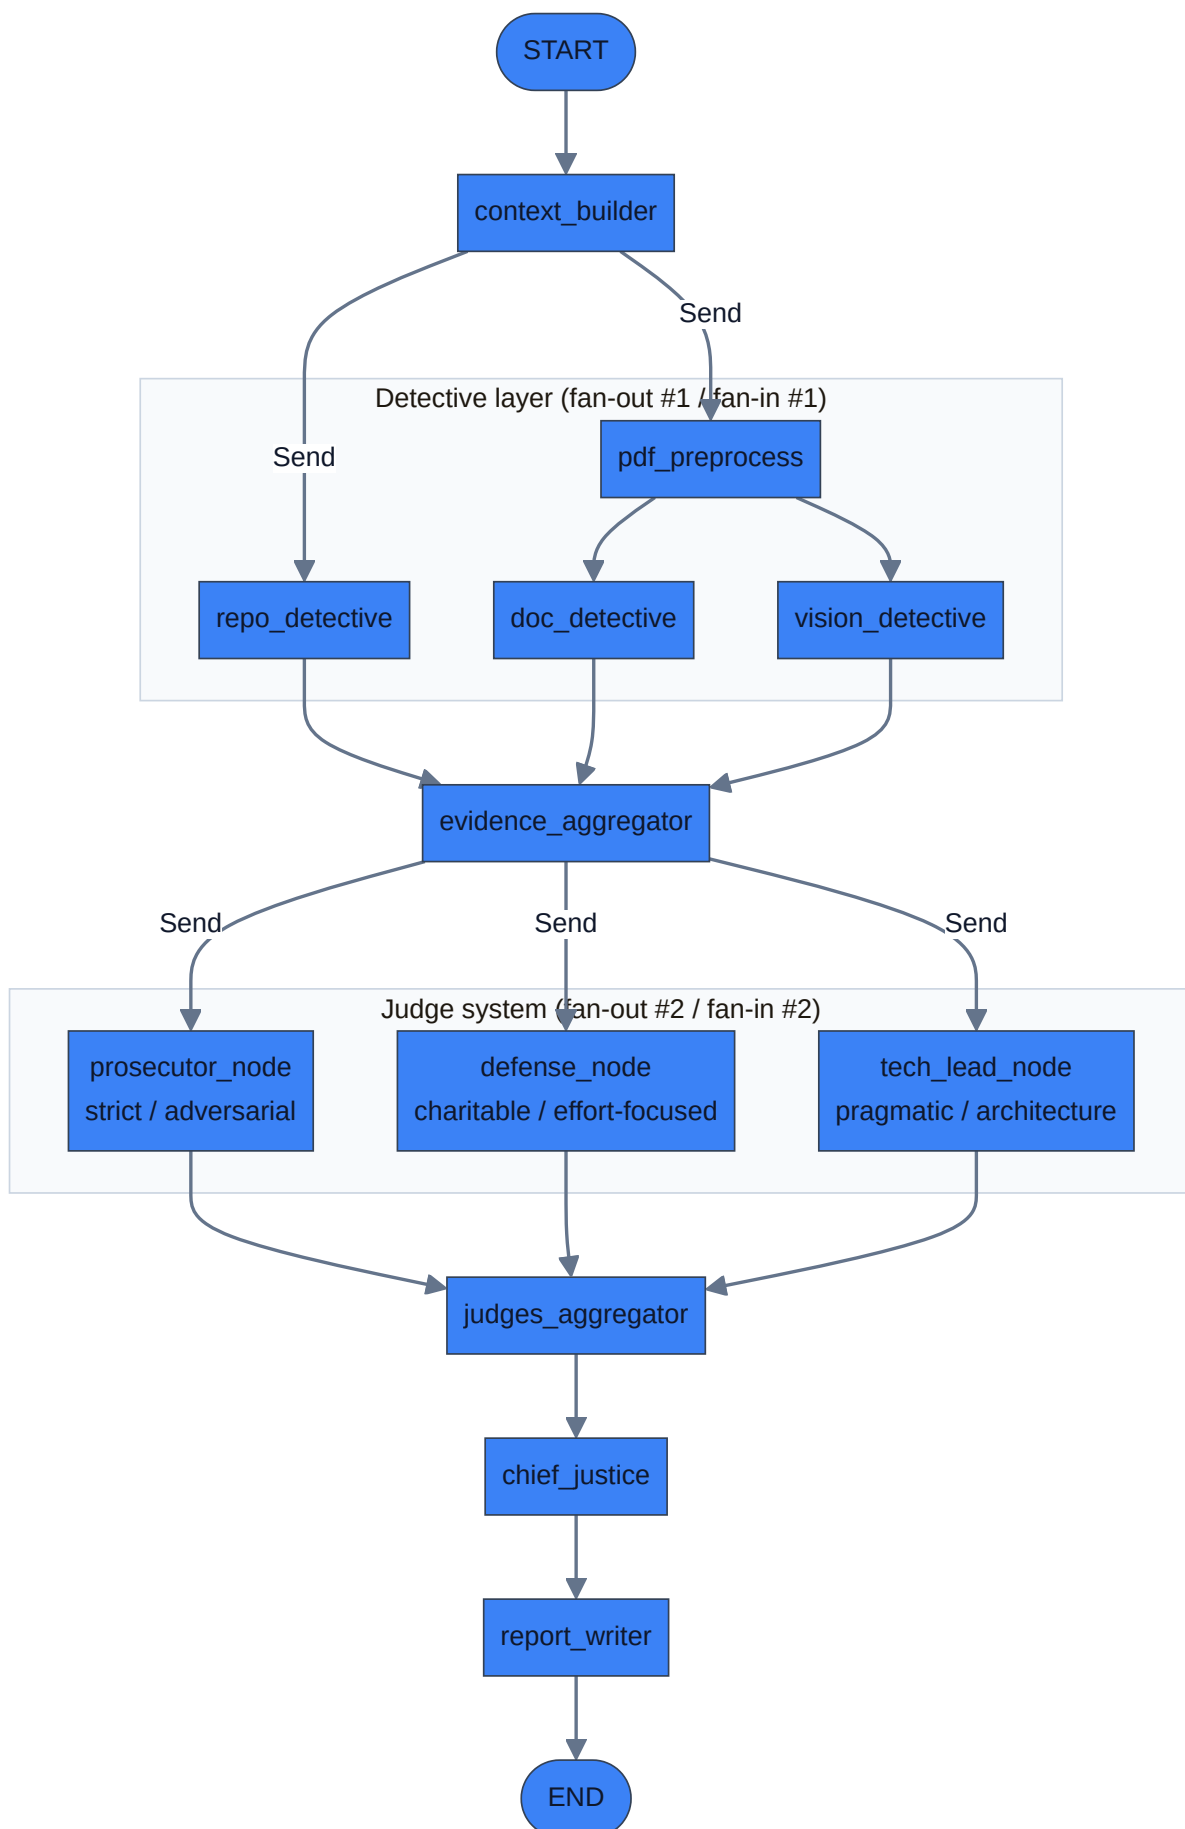 START
context_builder
Send
Detective layer (fan-out #1 / fan-in #1)
Send
pdf_preprocess
repo_detective
doc_detective
vision_detective
evidence_aggregator
Send
Send
Send
Judge system (fan-out #2 / fan-in #2)
prosecutor_node
strict / adversarial
defense_node
charitable / effort-focused
tech_lead_node
pragmatic / architecture
judges_aggregator
chief_justice
report_writer
END